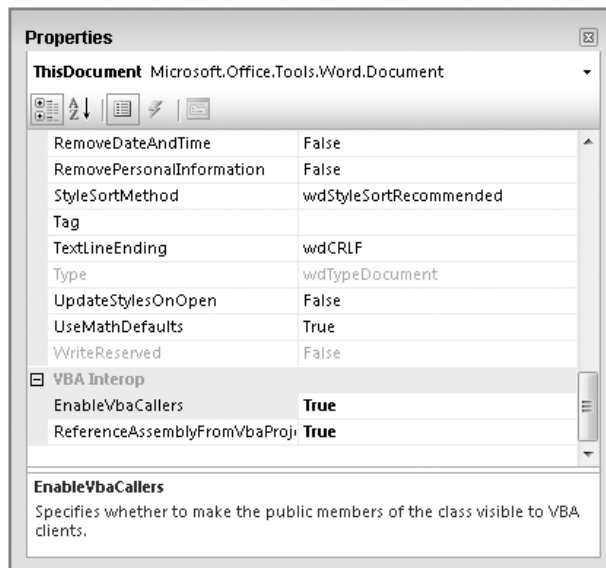 Properties
ThisDocument Microsoft.Office.Tools.Word.Document
RemoveDateAndTime False
RemovePersonalInformation False
StyleSortMethod wdStyleSortRecommended
Tag
TextLineEnding wdCRLF
Type wdTypeDocument
UpdateStylesOnOpen False
UseMathDefaults True
WriteReserved False
VBA Interop
EnableVbaCallers True
ReferenceAssemblyFromVbaProj True
EnableVbaCallers
Specifies whether to make the public members of the class visible to VBA
clients.